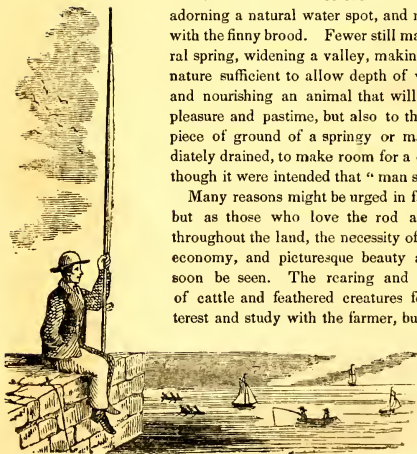 adorning a natural water spot, and
with the finny brood. Fewer still
ral spring, widening a valley,
nature sufficient to allow depth of
and nourishing an animal that will
pleasure and pastime, but also to
piece of ground of a springy or
diately drained, to make room for a
though it were intended that “ man
Many reasons might be urged in
but as those who love the rod
throughout the land, the necessity of
economy, and picturesque beauty
soon be seen. The rearing and
of cattle and feathered creatures
terest and study with the farmer,